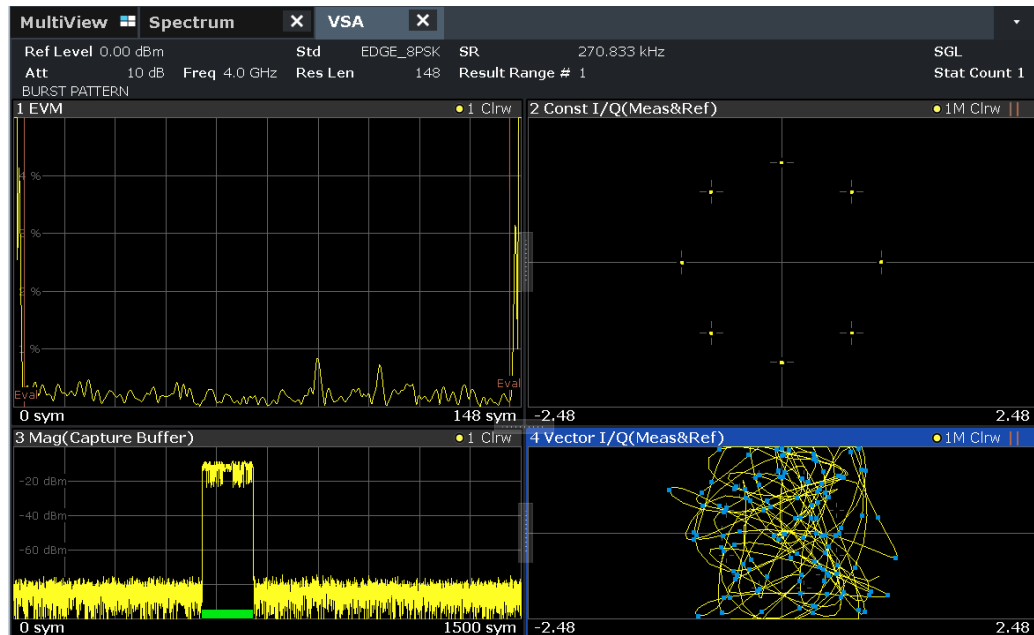 MultiView Spectrum X VSA X
Ref Level 0.00 dBm Std EDGE_8PSK SR 270.833 kHz SGL
Att 10 dB Freq 4.0 GHz Res Len 148 Result Range # 1 Stat Count 1
BURST PATTERN
1 EVM 1 Clrw
4 %
3 %
2 %
1 %
Eval Eval
0 sym 148 sym
2 Const I/Q(Meas&Ref) 1M Clrw
-2.48 2.48
3 Mag(Capture Buffer) 1 Clrw
-20 dBm
-40 dBm
-60 dBm
0 sym 1500 sym
4 Vector I/Q(Meas&Ref) 1M Clrw
-2.48 2.48